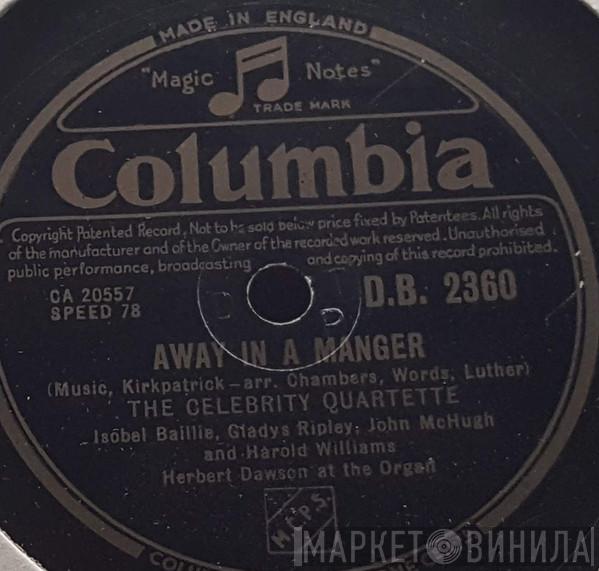 MADE IN ENGLAND
"Magic Notes"
TRADE MARK
Columbia
Copyright Patented Record, Not to be sold below price fixed by Patentees. All rights
of the manufacturer and of the Owner of the recorded work reserved. Unauthorised
public performance, broadcasting and copying of this record prohibited.
CA 20557
SPEED 78
D.B. 2360
AWAY IN A MANGER
(Music, Kirkpatrick — arr. Chambers, Words, Luther)
THE CELEBRITY QUARTETTE
Isobel Baillie, Gladys Ripley, John McHugh
and Harold Williams
Herbert Dawson at the Organ
M.C.P.S.
МАРКЕТ ВИНИЛА